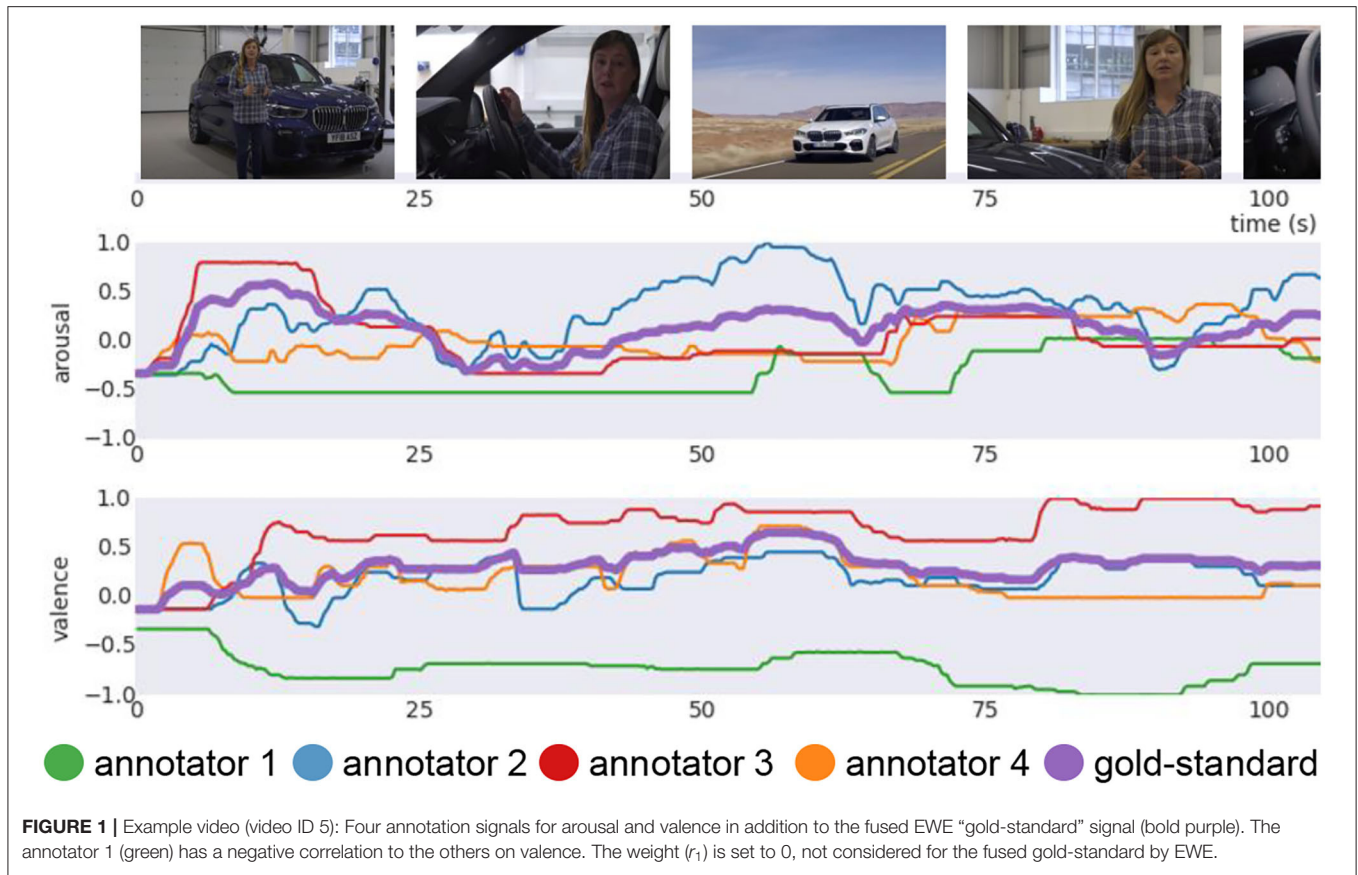 YF18 KSZ
0 25 50 75 100
time (s)
1.0
0.5
0.0
−0.5
−1.0
arousal
0 25 50 75 100
1.0
0.5
0.0
−0.5
−1.0
valence
0 25 50 75 100
annotator 1 annotator 2 annotator 3 annotator 4 gold-standard
FIGURE 1 | Example video (video ID 5): Four annotation signals for arousal and valence in addition to the fused EWE “gold-standard” signal (bold purple). The
annotator 1 (green) has a negative correlation to the others on valence. The weight (r1) is set to 0, not considered for the fused gold-standard by EWE.